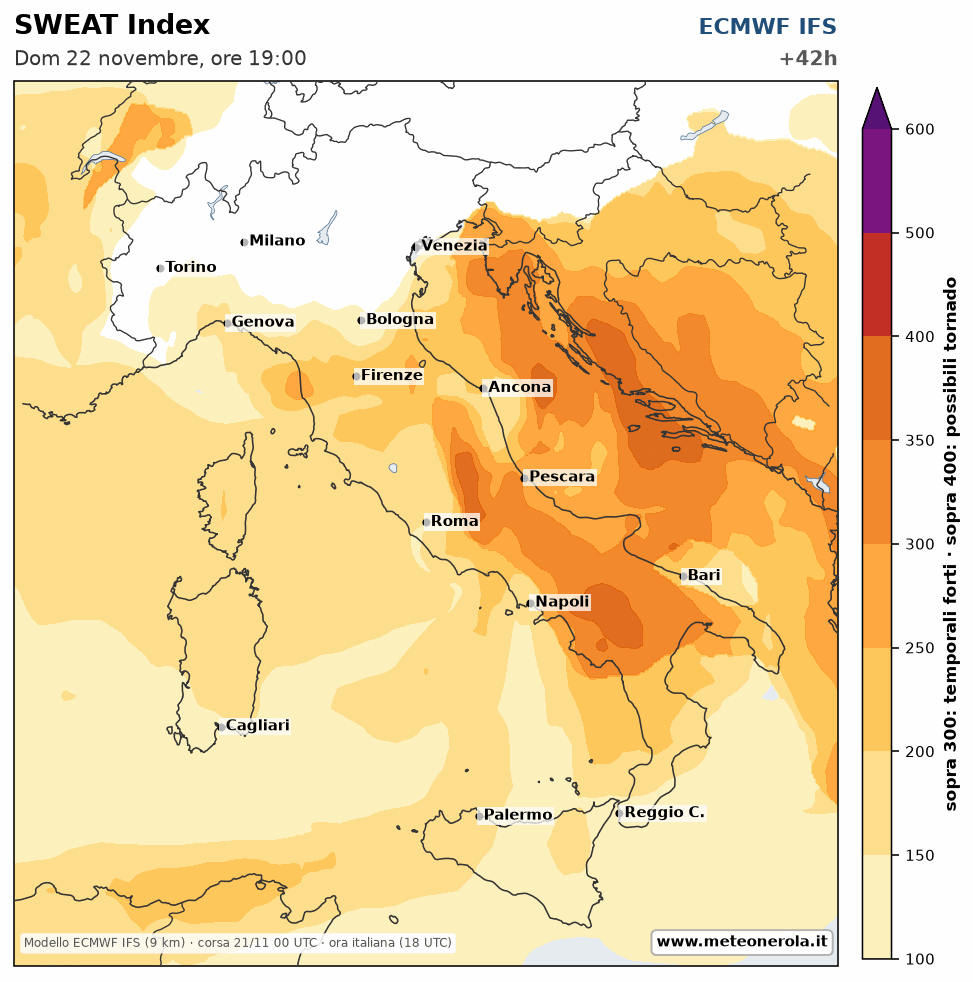 SWEAT Index
ECMWF IFS
Dom 22 novembre, ore 19:00
+42h
Milano
Venezia
Torino
Genova
Bologna
Firenze
Ancona
Pescara
Roma
Bari
Napoli
Cagliari
Palermo
Reggio C.
600
500
400
350
300
250
200
150
100
sopra 300: temporali forti · sopra 400: possibili tornado
Modello ECMWF IFS (9 km) · corsa 21/11 00 UTC · ora italiana (18 UTC)
www.meteonerola.it